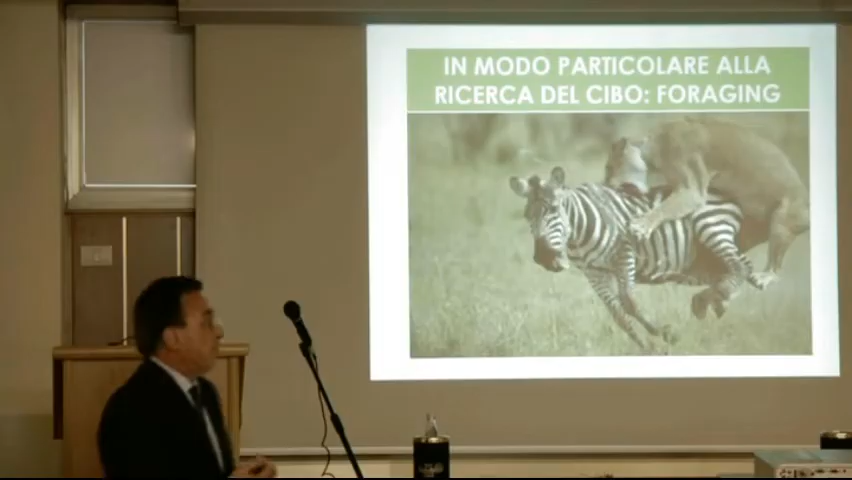 IN MODO PARTICOLARE ALLA
RICERCA DEL CIBO: FORAGING